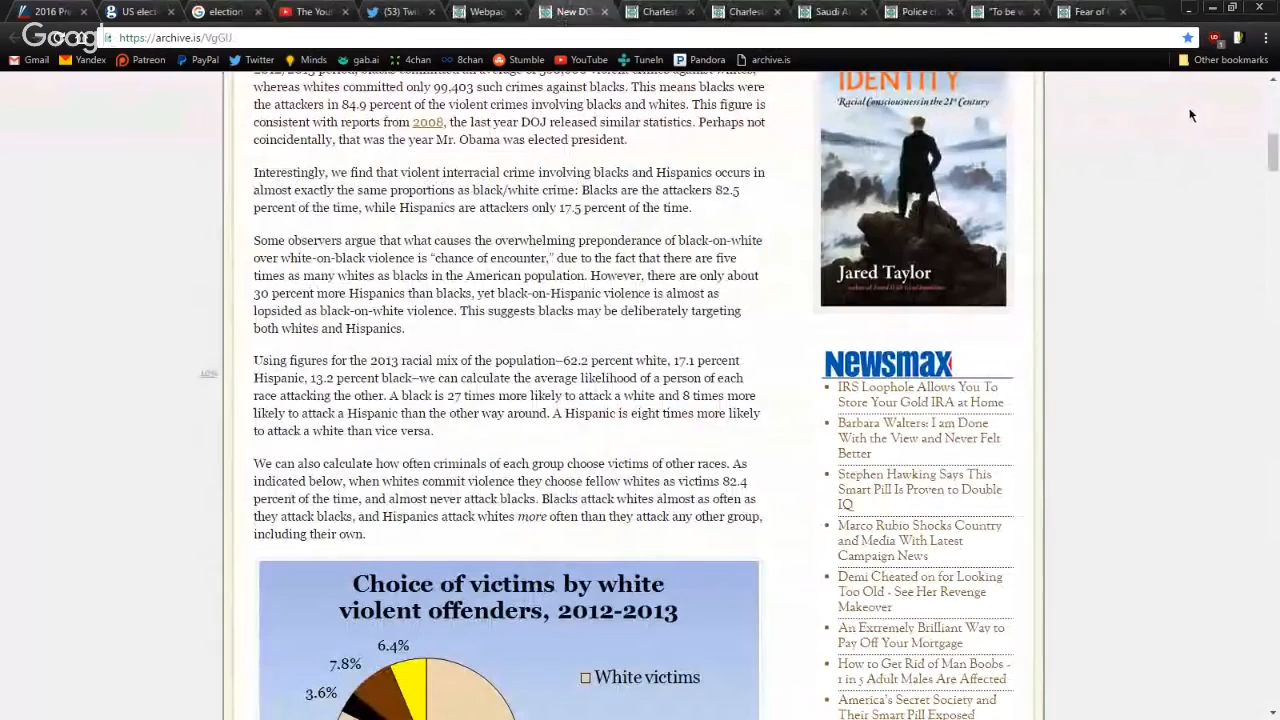 2016 Pr
US elect
election
The You
(53) Twi
Webpag
New DO
Charlest
Charlest
Saudi A
Police c
"To be w
Fear of
Google
https://archive.is/VgGIJ
Gmail
Yandex
Patreon
PayPal
Twitter
Minds
gab.ai
4chan
8chan
Stumble
YouTube
TuneIn
Pandora
archive.is
Other bookmarks
whereas whites committed only 99,403 such crimes against blacks. This means blacks were
the attackers in 84.9 percent of the violent crimes involving blacks and whites. This figure is
consistent with reports from 2008, the last year DOJ released similar statistics. Perhaps not
coincidentally, that was the year Mr. Obama was elected president.
Interestingly, we find that violent interracial crime involving blacks and Hispanics occurs in
almost exactly the same proportions as black/white crime: Blacks are the attackers 82.5
percent of the time, while Hispanics are attackers only 17.5 percent of the time.
Some observers argue that what causes the overwhelming preponderance of black-on-white
over white-on-black violence is “chance of encounter,” due to the fact that there are five
times as many whites as blacks in the American population. However, there are only about
30 percent more Hispanics than blacks, yet black-on-Hispanic violence is almost as
lopsided as black-on-white violence. This suggests blacks may be deliberately targeting
both whites and Hispanics.
Using figures for the 2013 racial mix of the population–62.2 percent white, 17.1 percent
Hispanic, 13.2 percent black–we can calculate the average likelihood of a person of each
race attacking the other. A black is 27 times more likely to attack a white and 8 times more
likely to attack a Hispanic than the other way around. A Hispanic is eight times more likely
to attack a white than vice versa.
We can also calculate how often criminals of each group choose victims of other races. As
indicated below, when whites commit violence they choose fellow whites as victims 82.4
percent of the time, and almost never attack blacks. Blacks attack whites almost as often as
they attack blacks, and Hispanics attack whites more often than they attack any other group,
including their own.
Choice of victims by white
violent offenders, 2012-2013
6.4%
7.8%
3.6%
White victims
IDENTITY
Racial Consciousness in the 21st Century
Jared Taylor
Newsmax
IRS Loophole Allows You To
Store Your Gold IRA at Home
Barbara Walters: I am Done
With the View and Never Felt
Better
Stephen Hawking Says This
Smart Pill Is Proven to Double
IQ
Marco Rubio Shocks Country
and Media With Latest
Campaign News
Demi Cheated on for Looking
Too Old - See Her Revenge
Makeover
An Extremely Brilliant Way to
Pay Off Your Mortgage
How to Get Rid of Man Boobs -
1 in 5 Adult Males Are Affected
America's Secret Society and
Their Smart Pill Exposed